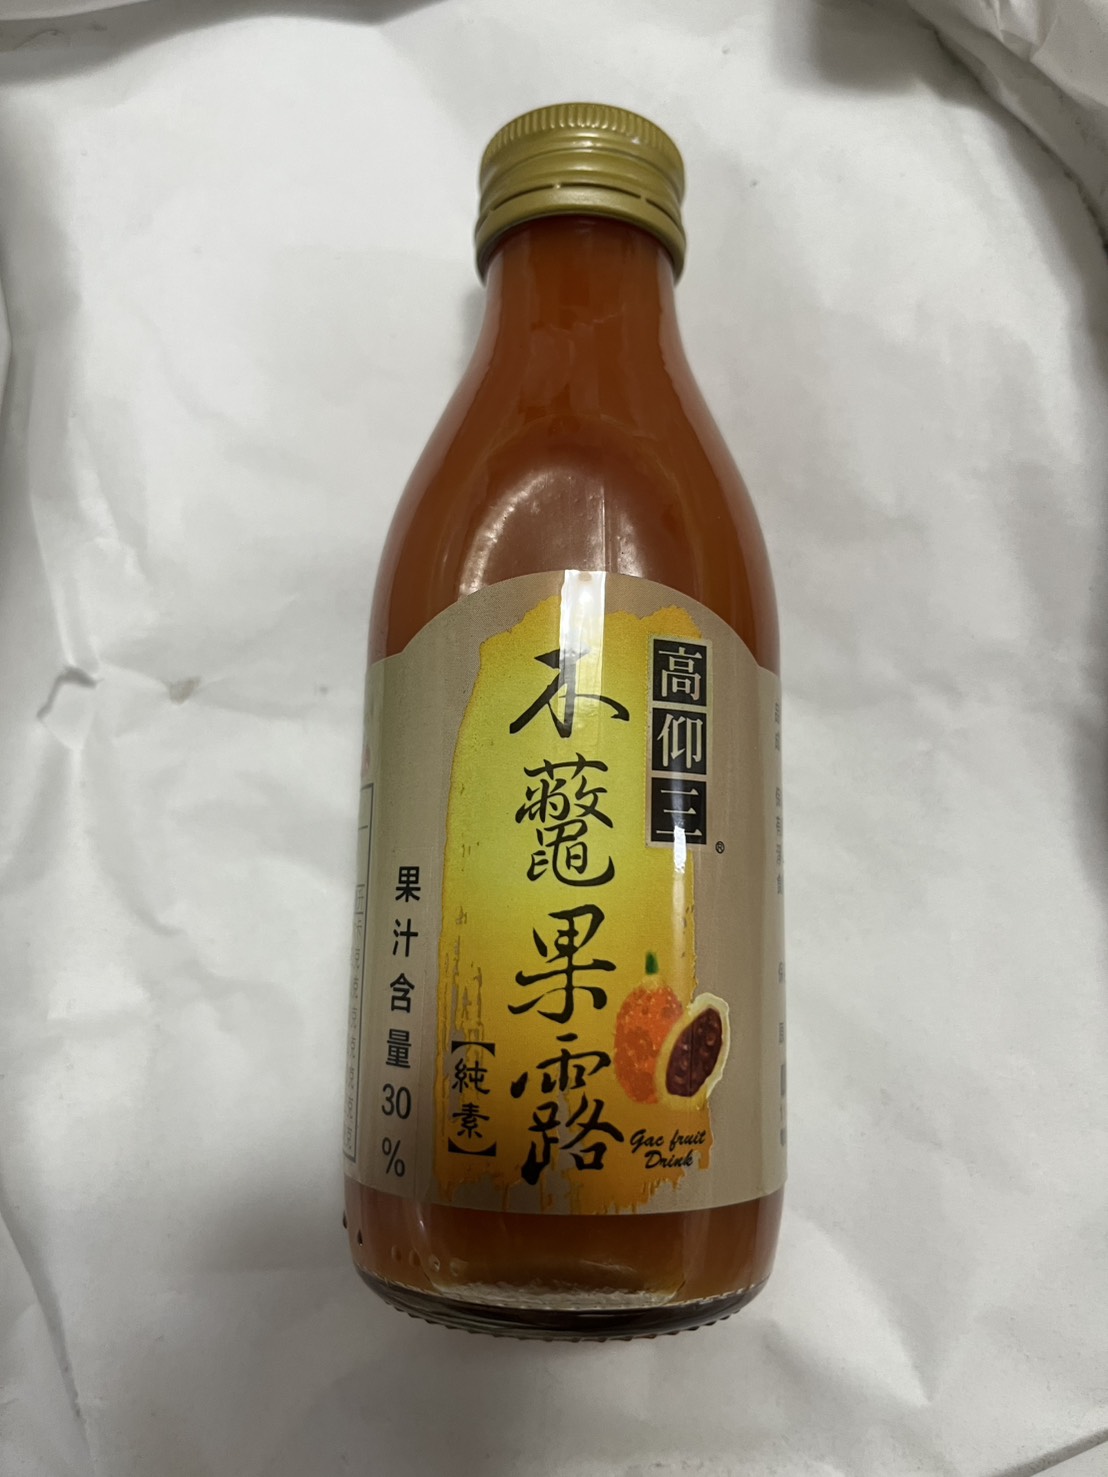 高仰三®
木虌果露
【純素】
果汁含量30%
Gac fruit
Drink